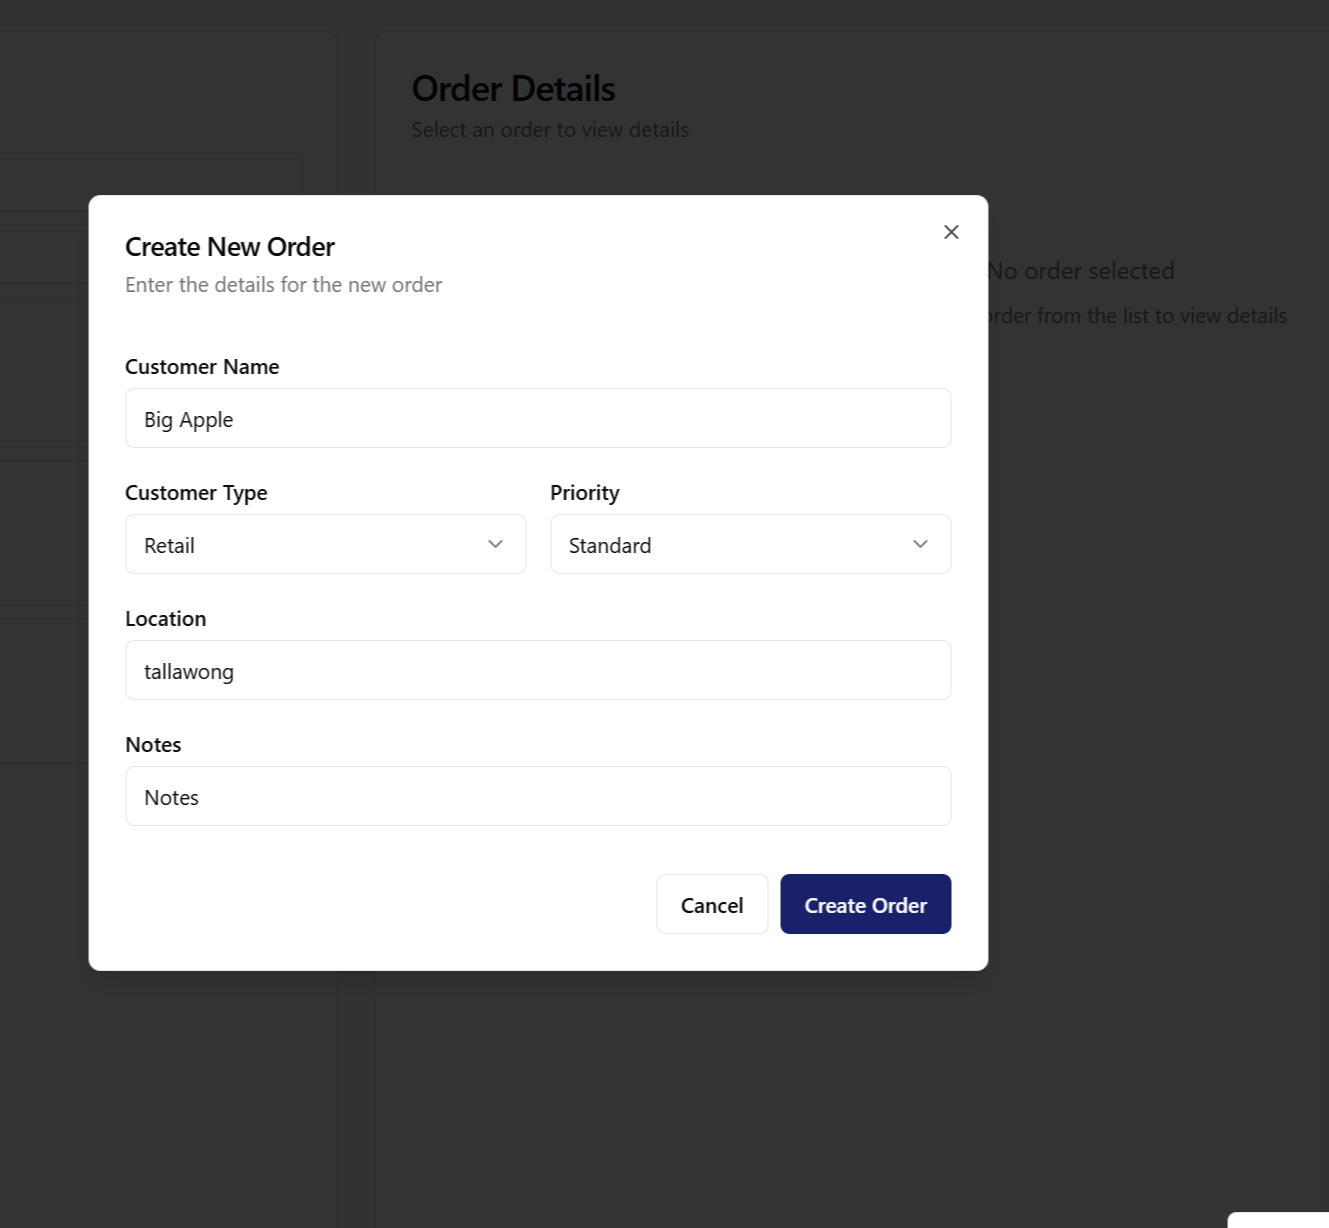 Order Details
Select an order to view details
No order selected
order from the list to view details
Create New Order
Enter the details for the new order
Customer Name
Big Apple
Customer Type
Priority
Retail
Standard
Location
tallawong
Notes
Notes
Cancel
Create Order